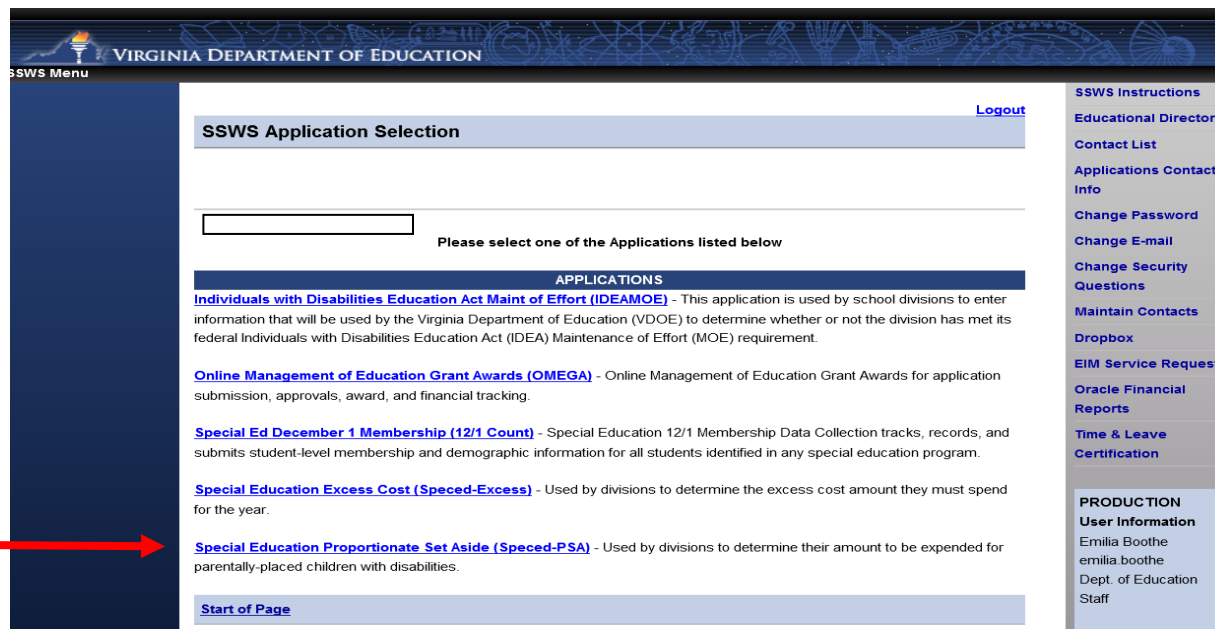 VIRGINIA DEPARTMENT OF EDUCATION
SSWS Menu
Logout
SSWS Application Selection
Please select one of the Applications listed below
APPLICATIONS
Individuals with Disabilities Education Act Maint of Effort (IDEAMOE) - This application is used by school divisions to enter
information that will be used by the Virginia Department of Education (VDOE) to determine whether or not the division has met its
federal Individuals with Disabilities Education Act (IDEA) Maintenance of Effort (MOE) requirement.
Online Management of Education Grant Awards (OMEGA) - Online Management of Education Grant Awards for application
submission, approvals, award, and financial tracking.
Special Ed December 1 Membership (12/1 Count) - Special Education 12/1 Membership Data Collection tracks, records, and
submits student-level membership and demographic information for all students identified in any special education program.
Special Education Excess Cost (Speced-Excess) - Used by divisions to determine the excess cost amount they must spend
for the year.
Special Education Proportionate Set Aside (Speced-PSA) - Used by divisions to determine their amount to be expended for
parentally-placed children with disabilities.
Start of Page
SSWS Instructions
Educational Director
Contact List
Applications Contact
Info
Change Password
Change E-mail
Change Security
Questions
Maintain Contacts
Dropbox
EIM Service Reques
Oracle Financial
Reports
Time & Leave
Certification
PRODUCTION
User Information
Emilia Boothe
emilia.boothe
Dept. of Education
Staff